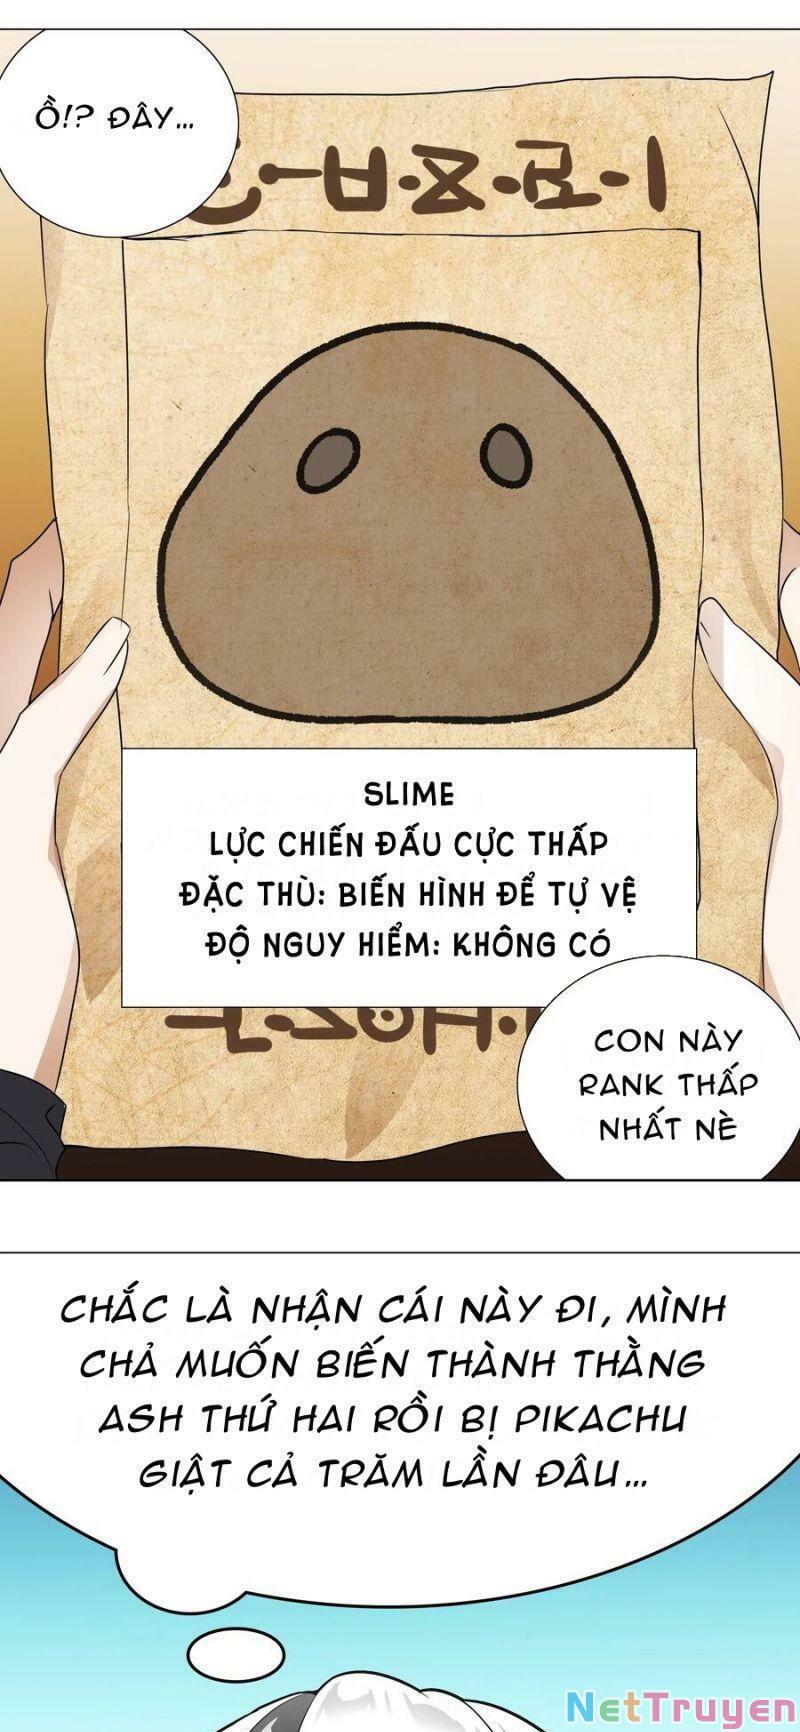 Ồ!? ĐÂY...
SLIME
LỰC CHIẾN ĐẤU CỰC THẤP
ĐẶC THÙ: BIẾN HÌNH ĐỂ TỰ VỆ
ĐỘ NGUY HIỂM: KHÔNG CÓ
CON NÀY
RANK THẤP
NHẤT NÈ
CHẮC LÀ NHẬN CÁI NÀY ĐI, MÌNH
CHẢ MUỐN BIẾN THÀNH THẰNG
ASH THỨ HAI RỒI BỊ PIKACHU
GIẬT CẢ TRĂM LẦN ĐÂU...
NetTruyen